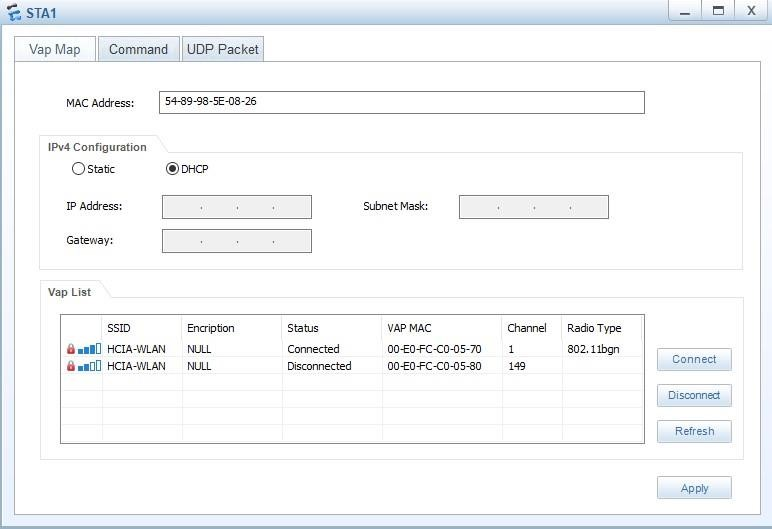 STA1
X
Vap Map Command UDP Packet
MAC Address: 54-89-98-5E-08-26
IPv4 Configuration
Static DHCP
IP Address: . . . Subnet Mask: . . .
Gateway: . . .
Vap List
SSID Encription Status VAP MAC Channel Radio Type
HCIA-WLAN NULL Connected 00-E0-FC-C0-05-70 1 802.11bgn
HCIA-WLAN NULL Disconnected 00-E0-FC-C0-05-80 149
Connect
Disconnect
Refresh
Apply